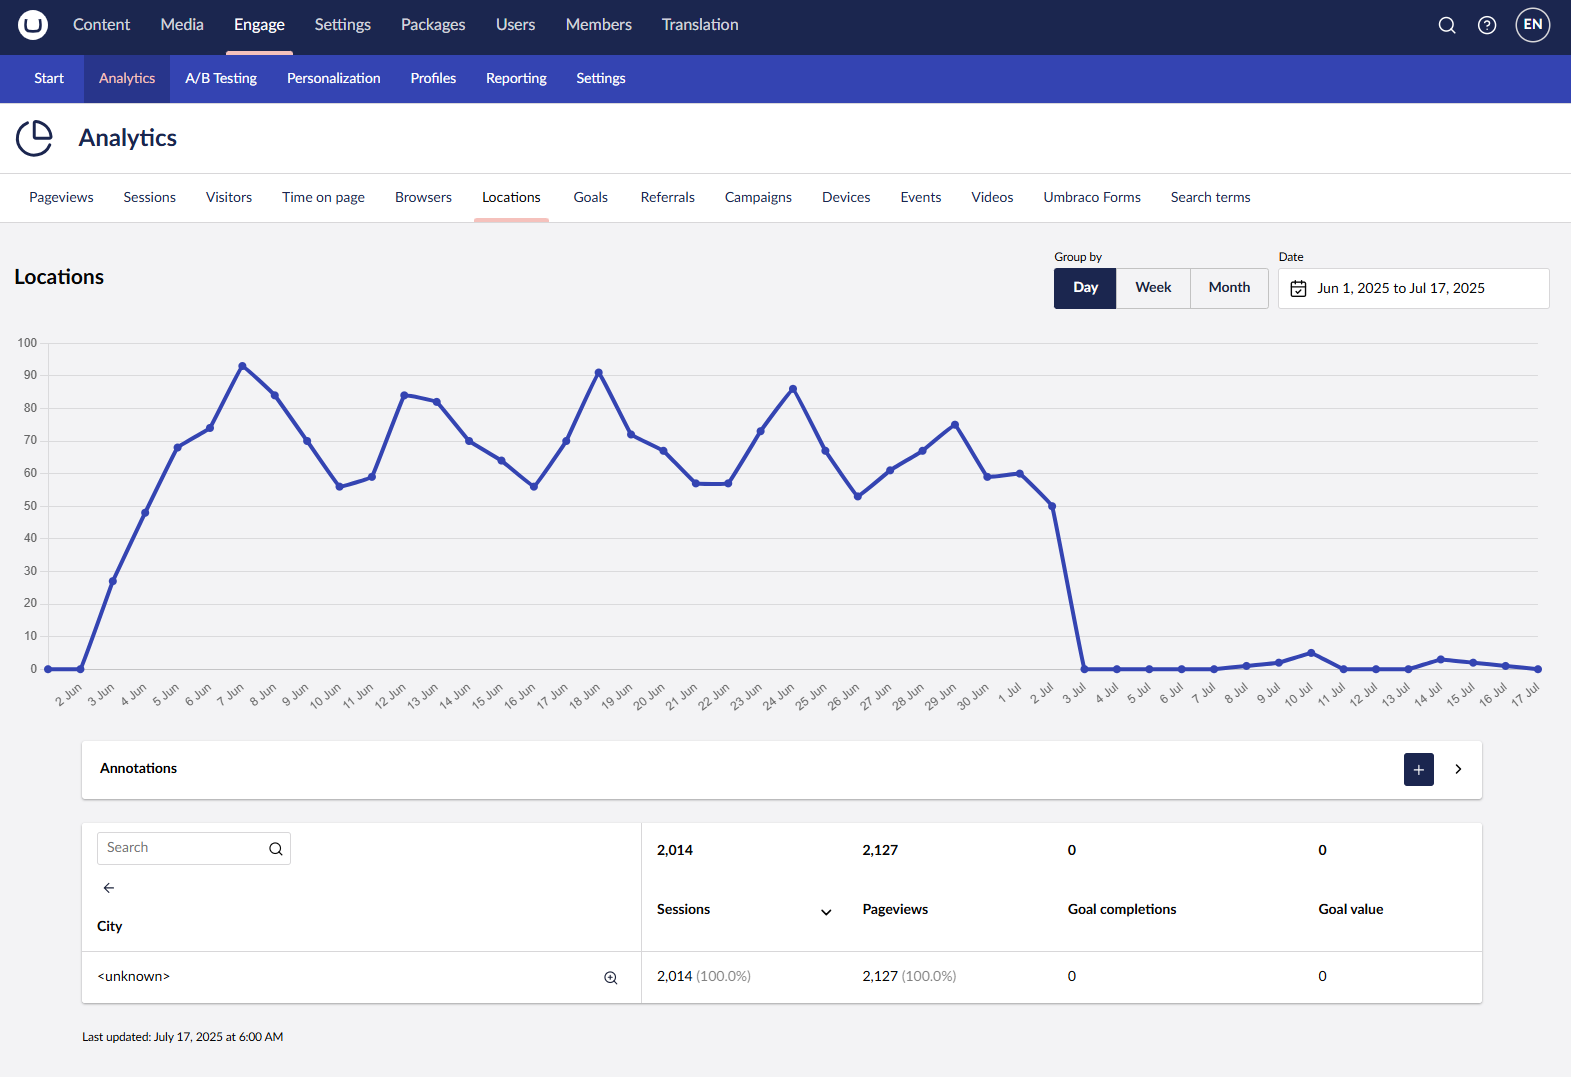 Content Media Engage Settings Packages Users Members Translation EN
Start Analytics A/B Testing Personalization Profiles Reporting Settings
Analytics
Pageviews Sessions Visitors Time on page Browsers Locations Goals Referrals Campaigns Devices Events Videos Umbraco Forms Search terms
Locations
Group by
Day Week Month
Date
Jun 1, 2025 to Jul 17, 2025
100
90
80
70
60
50
40
30
20
10
0
2 Jun 3 Jun 4 Jun 5 Jun 6 Jun 7 Jun 8 Jun 9 Jun 10 Jun 11 Jun 12 Jun 13 Jun 14 Jun 15 Jun 16 Jun 17 Jun 18 Jun 19 Jun 20 Jun 21 Jun 22 Jun 23 Jun 24 Jun 25 Jun 26 Jun 27 Jun 28 Jun 29 Jun 30 Jun 1 Jul 2 Jul 3 Jul 4 Jul 5 Jul 6 Jul 7 Jul 8 Jul 9 Jul 10 Jul 11 Jul 12 Jul 13 Jul 14 Jul 15 Jul 16 Jul 17 Jul
Annotations
Search
2,014 2,127 0 0
City
Sessions Pageviews Goal completions Goal value
<unknown> 2,014 (100.0%) 2,127 (100.0%) 0 0
Last updated: July 17, 2025 at 6:00 AM